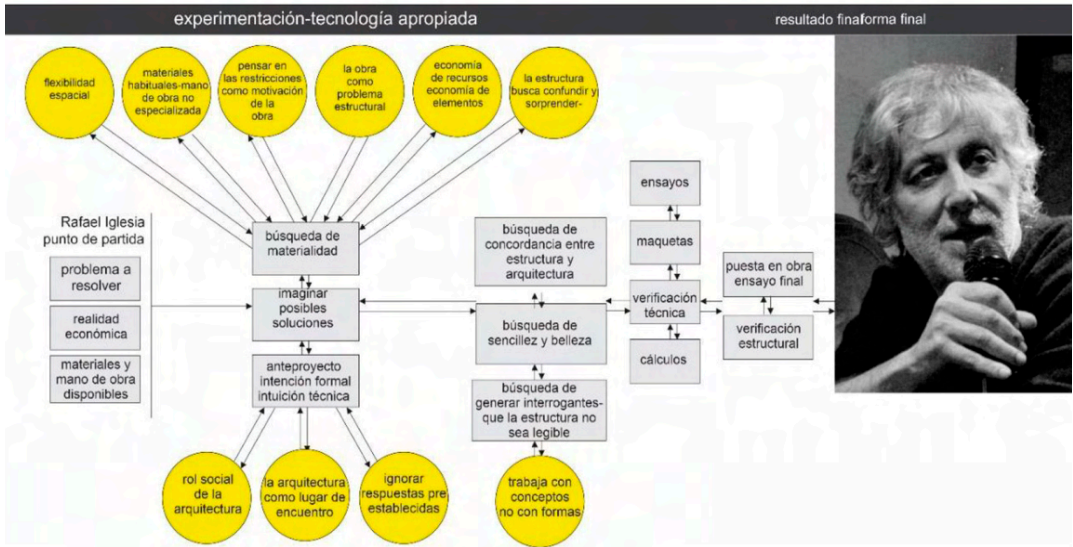 experimentación-tecnología apropiada
resultado finaforma final
flexibilidad
espacial
materiales
habituales-mano
de obra no
especializada
pensar en
las restricciones
como motivación
de la
obra
la obra
como
problema
estructural
economía
de recursos
economía de
elementos
la estructura
busca confundir y
sorprender-
Rafael Iglesia
punto de partida
problema a
resolver
realidad
económica
materiales y
mano de obra
disponibles
búsqueda de
materialidad
imaginar
posibles
soluciones
anteproyecto
intención formal
intuición técnica
rol social
de la
arquitectura
la arquitectura
como lugar de
encuentro
ignorar
respuestas pre
establecidas
búsqueda de
concordancia entre
estructura y
arquitectura
búsqueda de
sencillez y belleza
búsqueda de
generar interrogantes-
que la estructura no
sea legible
trabaja con
conceptos
no con formas
ensayos
maquetas
verificación
técnica
cálculos
puesta en obra
ensayo final
verificación
estructural